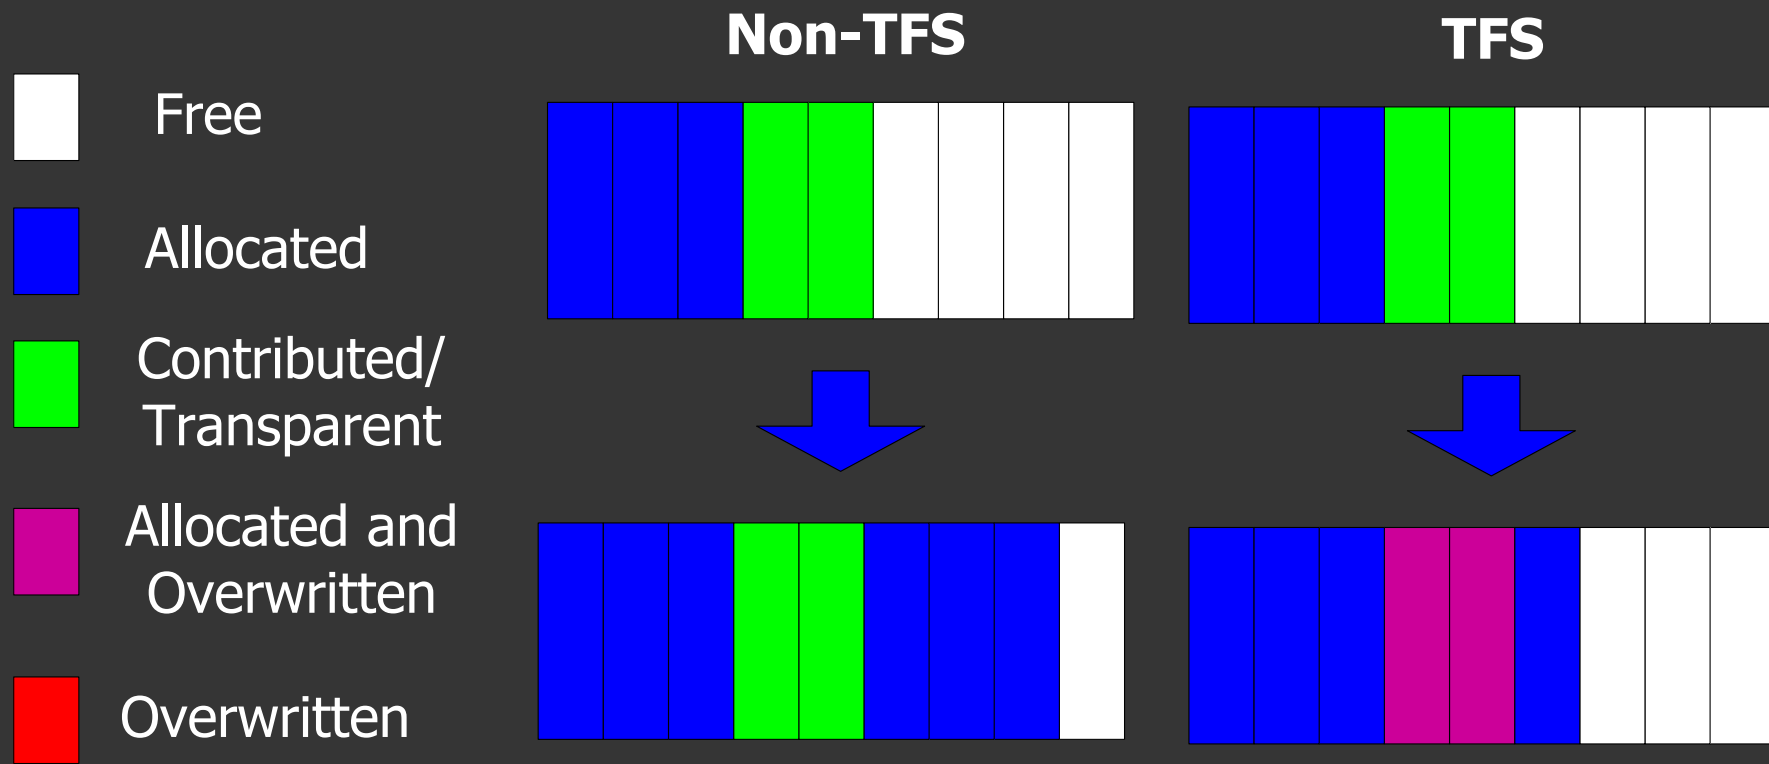 Non-TFS
TFS
Free
Allocated
Contributed/
Transparent
Allocated and
Overwritten
Overwritten